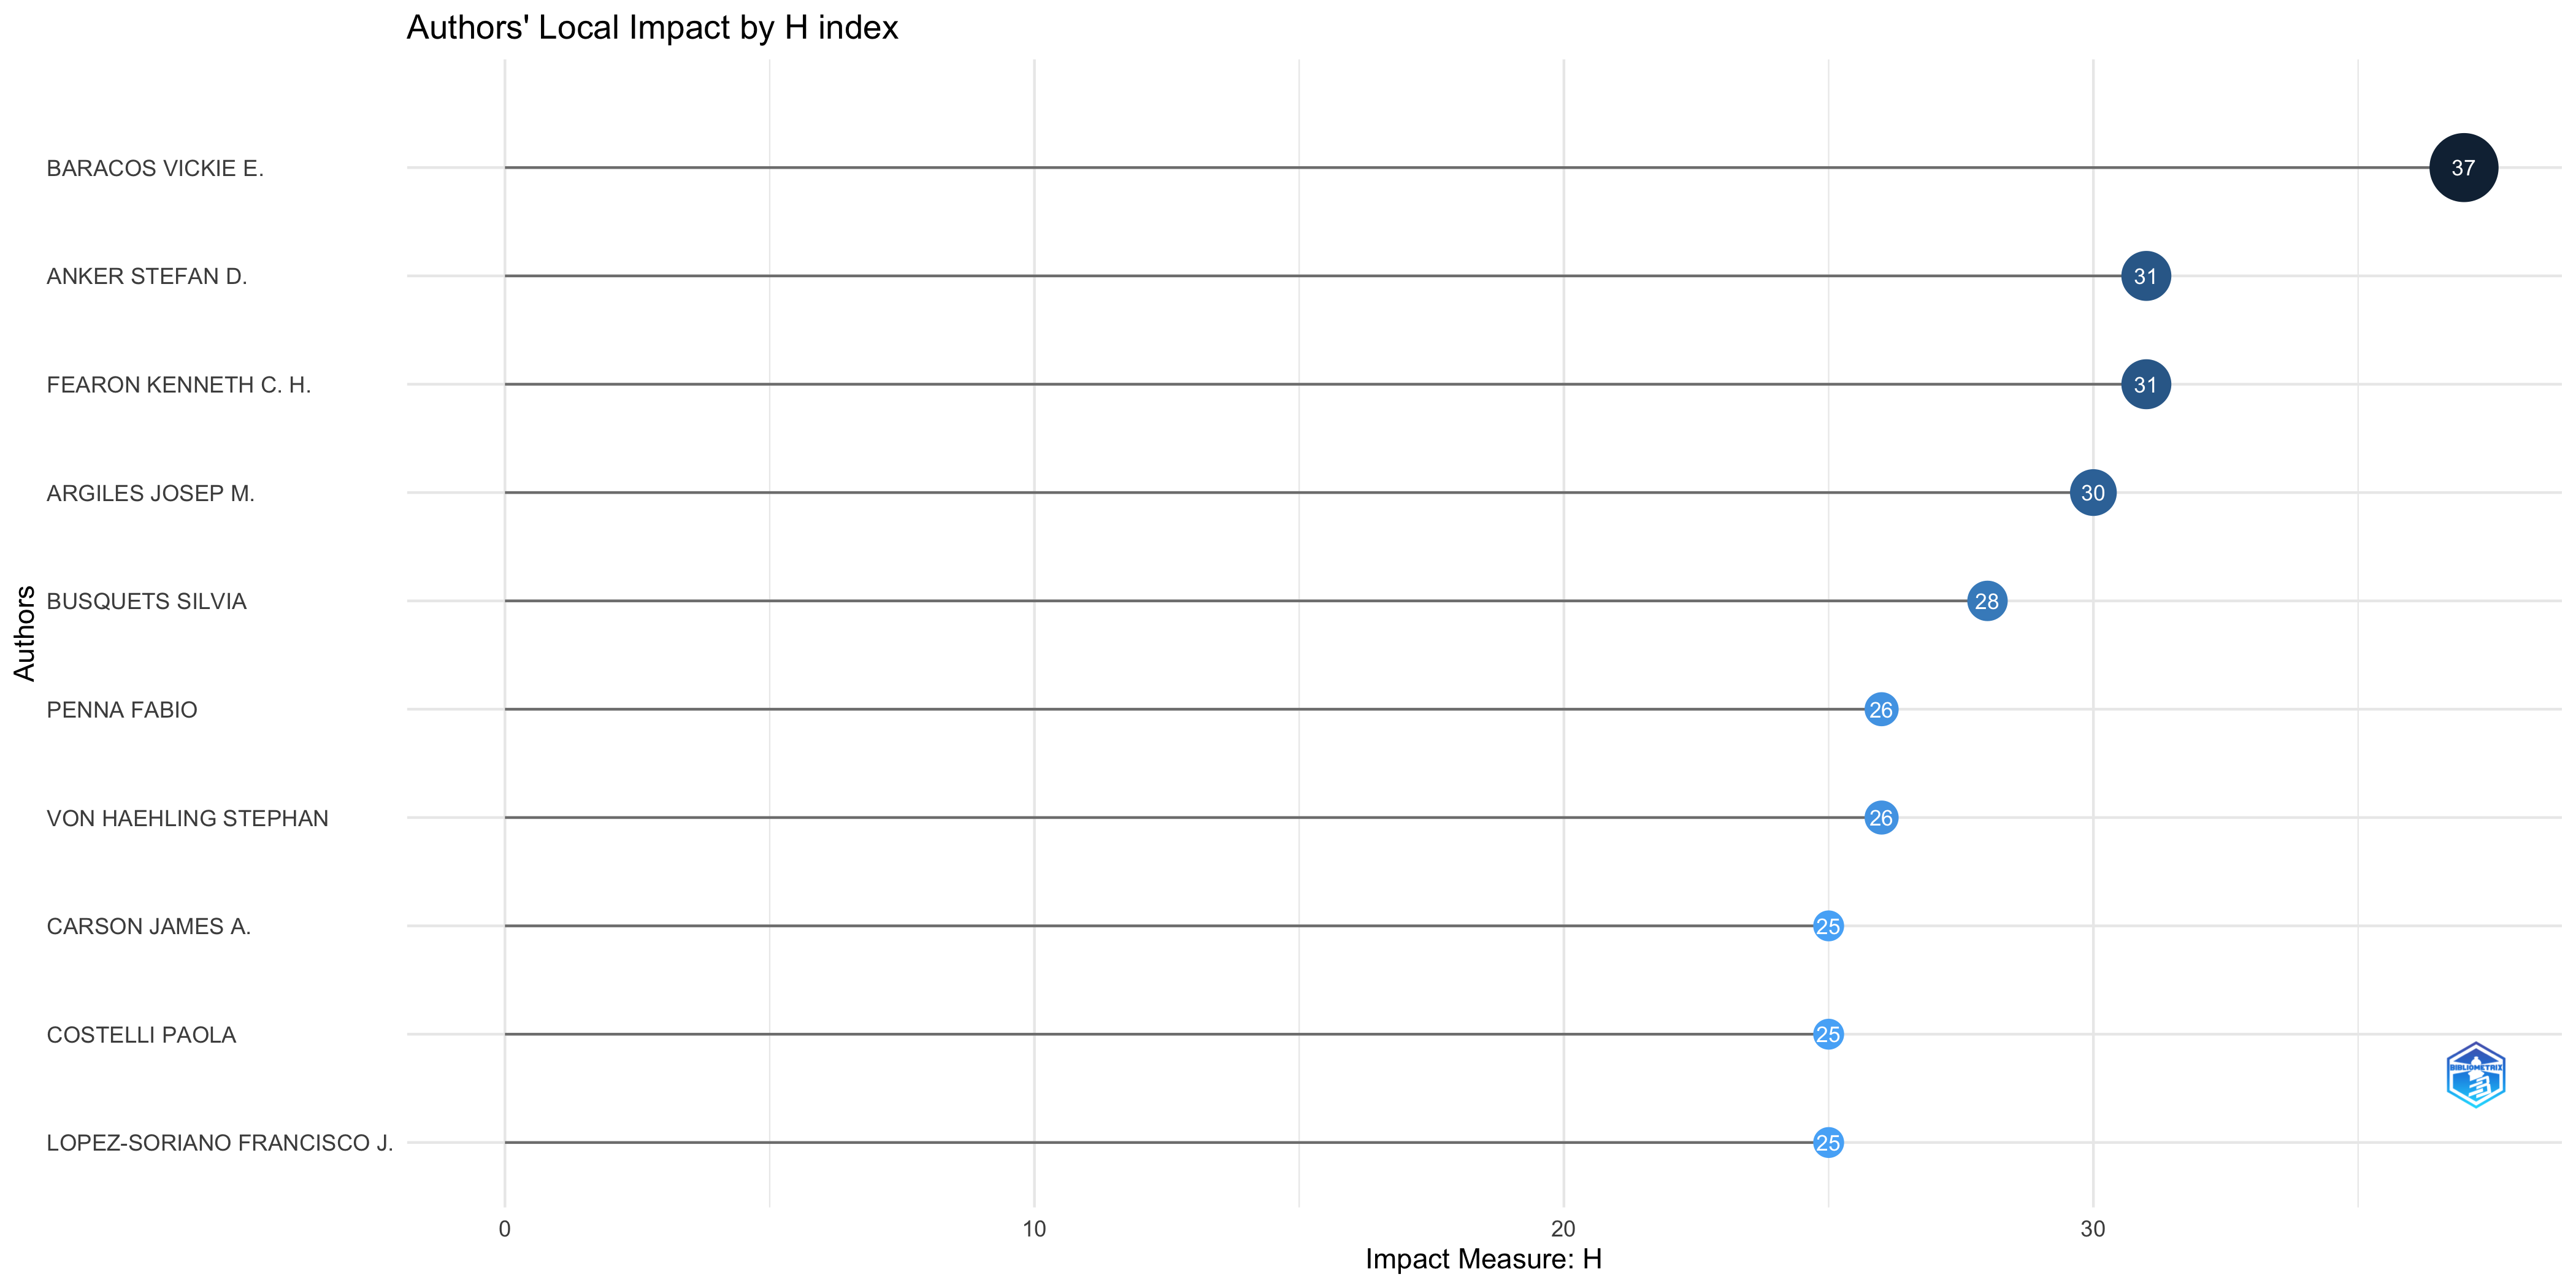 Authors' Local Impact by H index
Authors
BARACOS VICKIE E.
37
ANKER STEFAN D.
31
FEARON KENNETH C. H.
31
ARGILES JOSEP M.
30
BUSQUETS SILVIA
28
PENNA FABIO
26
VON HAEHLING STEPHAN
26
CARSON JAMES A.
25
COSTELLI PAOLA
25
BIBLIOMETRIX
LOPEZ-SORIANO FRANCISCO J.
25
0 10 20 30
Impact Measure: H